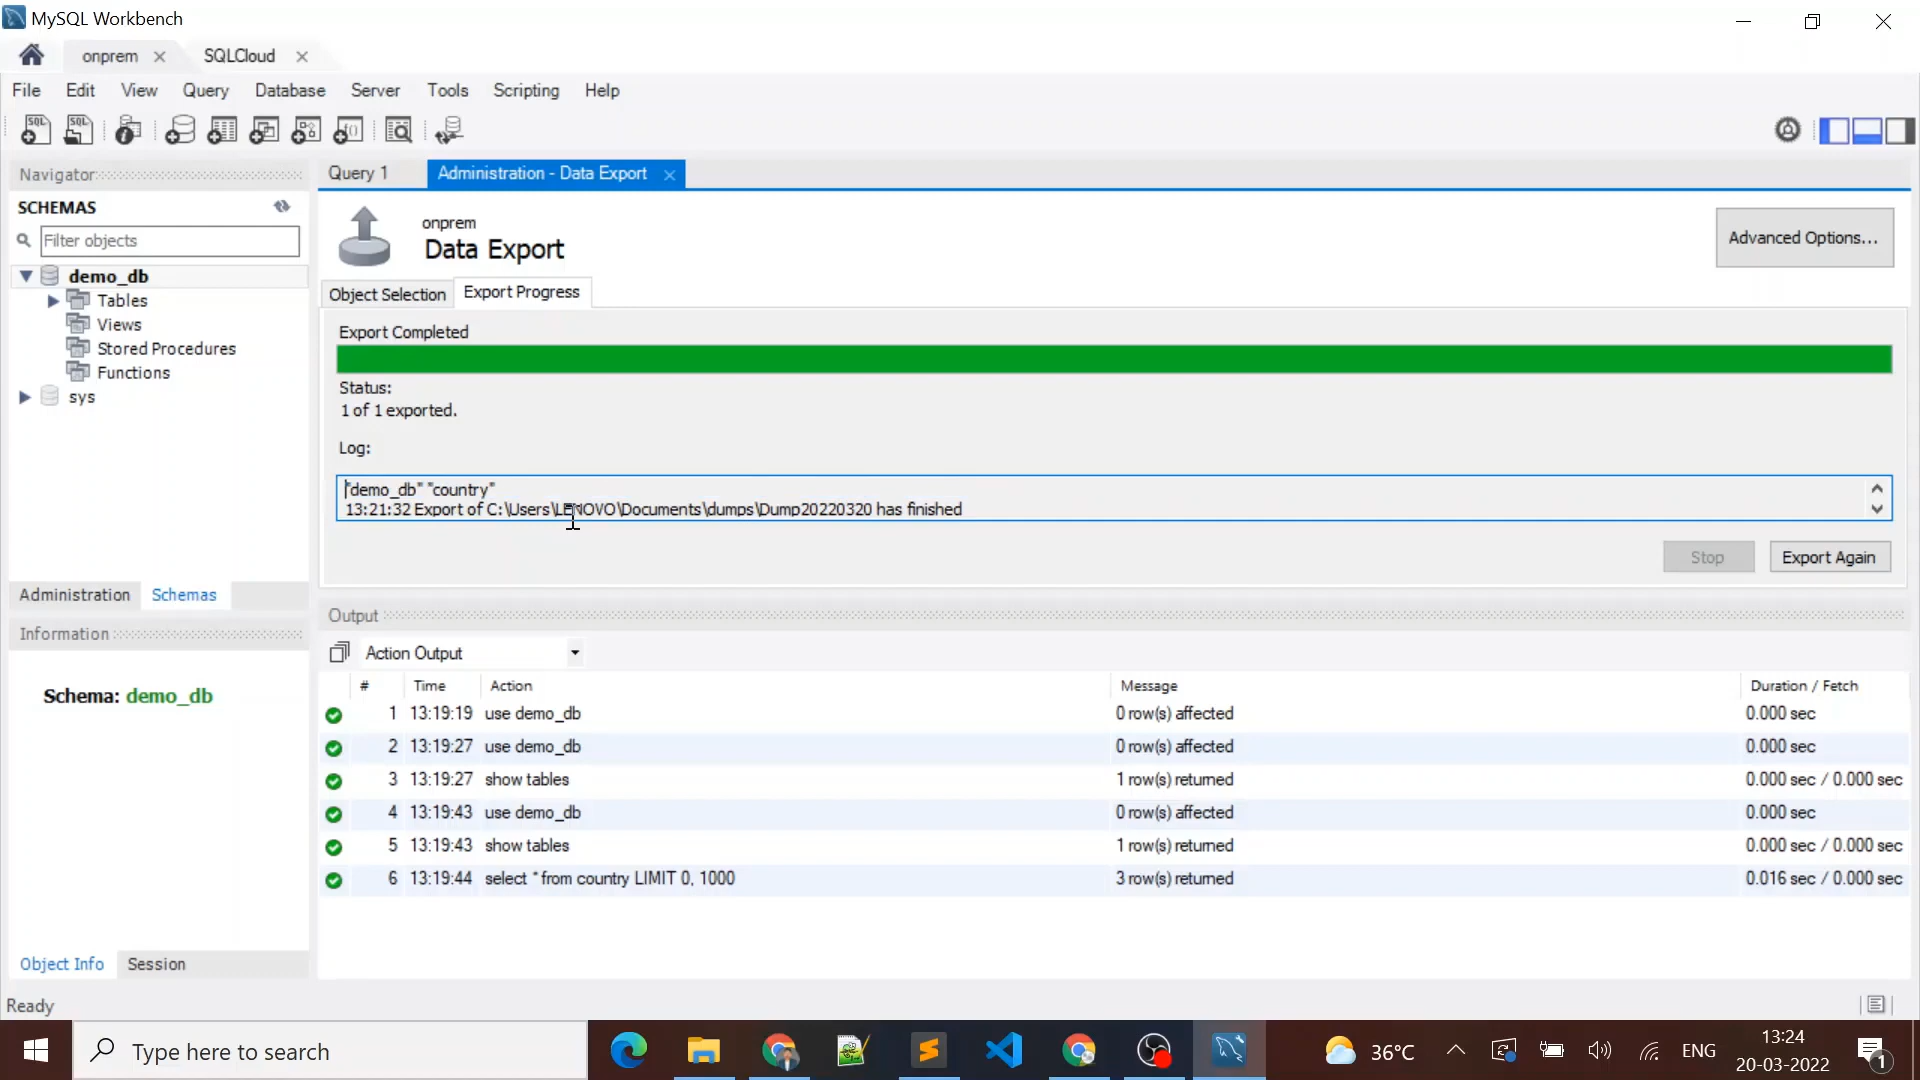 MySQL Workbench
onprem
SQLCloud
File Edit View Query Database Server Tools Scripting Help
Navigator
SCHEMAS
Filter objects
demo_db
Tables
Views
Stored Procedures
Functions
sys
Administration Schemas
Information
Schema: demo_db
Object Info Session
Query 1
Administration - Data Export
onprem
Data Export
Advanced Options...
Object Selection Export Progress
Export Completed
Status:
1 of 1 exported.
Log:
"demo_db" "country"
13:21:32 Export of C:\Users\LENOVO\Documents\dumps\Dump20220320 has finished
Stop Export Again
Output
Action Output
# Time Action Message Duration / Fetch
1 13:19:19 use demo_db 0 row(s) affected 0.000 sec
2 13:19:27 use demo_db 0 row(s) affected 0.000 sec
3 13:19:27 show tables 1 row(s) returned 0.000 sec / 0.000 sec
4 13:19:43 use demo_db 0 row(s) affected 0.000 sec
5 13:19:43 show tables 1 row(s) returned 0.000 sec / 0.000 sec
6 13:19:44 select * from country LIMIT 0, 1000 3 row(s) returned 0.016 sec / 0.000 sec
Ready
Type here to search
36°C
ENG
13:24
20-03-2022
1